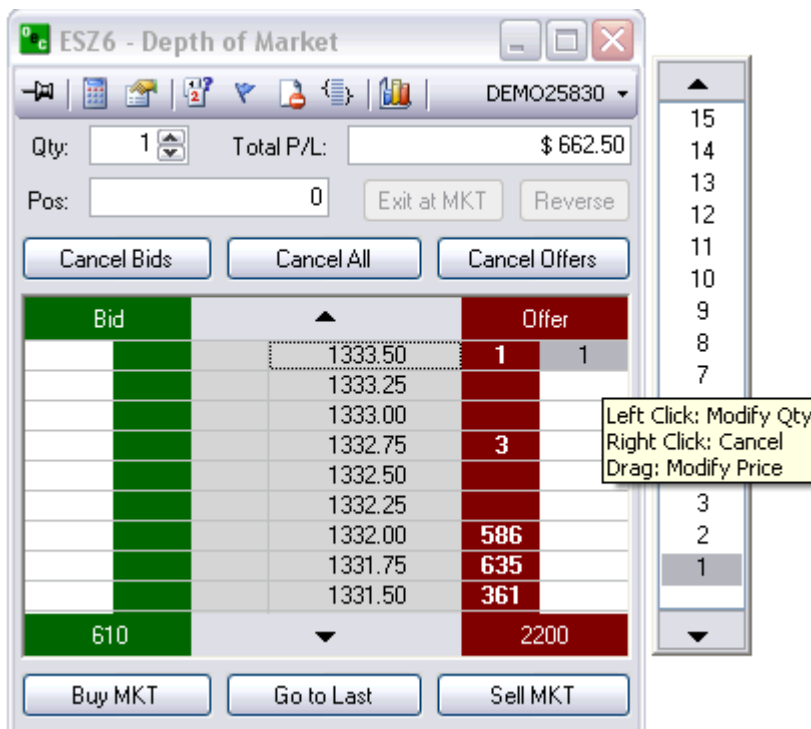 OeC ESZ6 - Depth of Market
DEMO25830
Qty: 1 Total P/L: $ 662.50
Pos: 0 Exit at MKT Reverse
Cancel Bids Cancel All Cancel Offers
Bid Offer
1333.50 1 1
1333.25
1333.00
1332.75 3
1332.50
1332.25
1332.00 586
1331.75 635
1331.50 361
610 2200
Buy MKT Go to Last Sell MKT
15
14
13
12
11
10
9
8
7
Left Click: Modify Qty
Right Click: Cancel
Drag: Modify Price
3
2
1